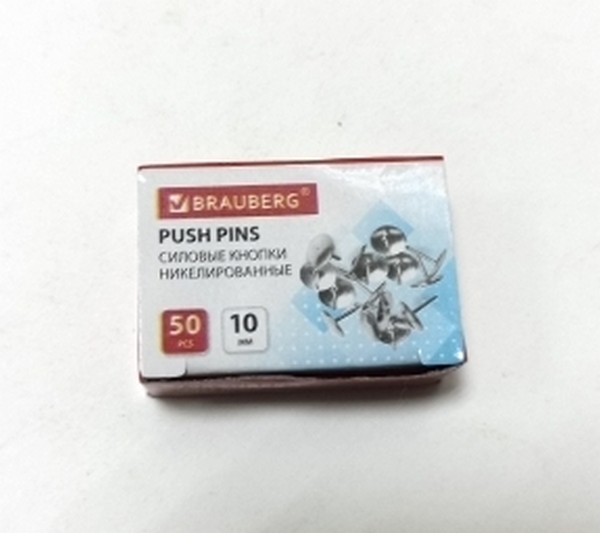 BRAUBERG®
PUSH PINS
СИЛОВЫЕ КНОПКИ
НИКЕЛИРОВАННЫЕ
50 10
PCS ММ